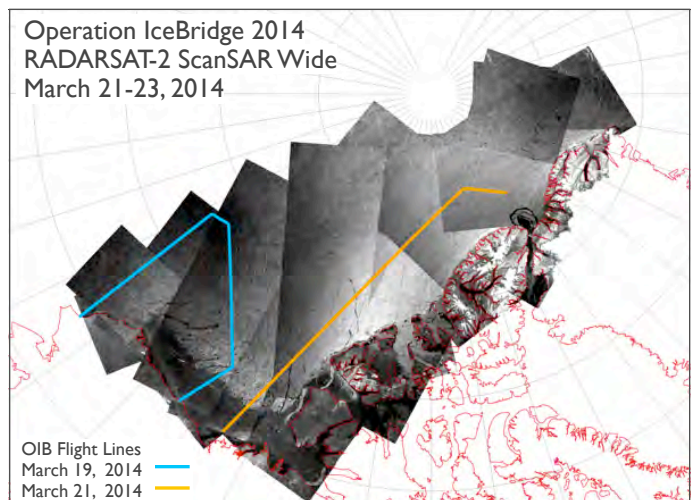 Operation IceBridge 2014
RADARSAT-2 ScanSAR Wide
March 21-23, 2014
OIB Flight Lines
March 19, 2014
March 21, 2014